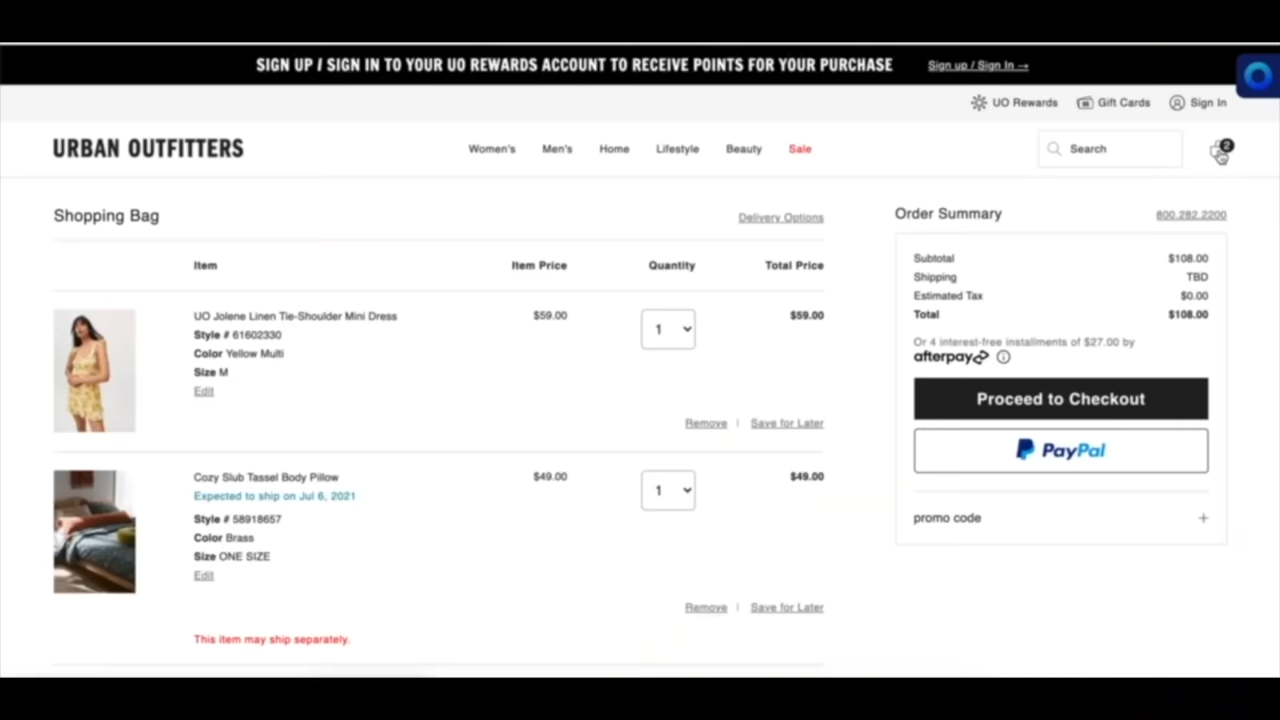 SIGN UP / SIGN IN TO YOUR UO REWARDS ACCOUNT TO RECEIVE POINTS FOR YOUR PURCHASE Sign up / Sign In →
UO Rewards Gift Cards Sign In
URBAN OUTFITTERS Women's Men's Home Lifestyle Beauty Sale Search 2
Shopping Bag Delivery Options
Item Item Price Quantity Total Price
UO Jolene Linen Tie-Shoulder Mini Dress $59.00 1 $59.00
Style # 61602330
Color Yellow Multi
Size M
Edit
Remove | Save for Later
Cozy Slub Tassel Body Pillow $49.00 1 $49.00
Expected to ship on Jul 6, 2021
Style # 58918657
Color Brass
Size ONE SIZE
Edit
Remove | Save for Later
This item may ship separately.
Order Summary 800.282.2200
Subtotal $108.00
Shipping TBD
Estimated Tax $0.00
Total $108.00
Or 4 interest-free installments of $27.00 by
afterpay
Proceed to Checkout
PayPal
promo code +